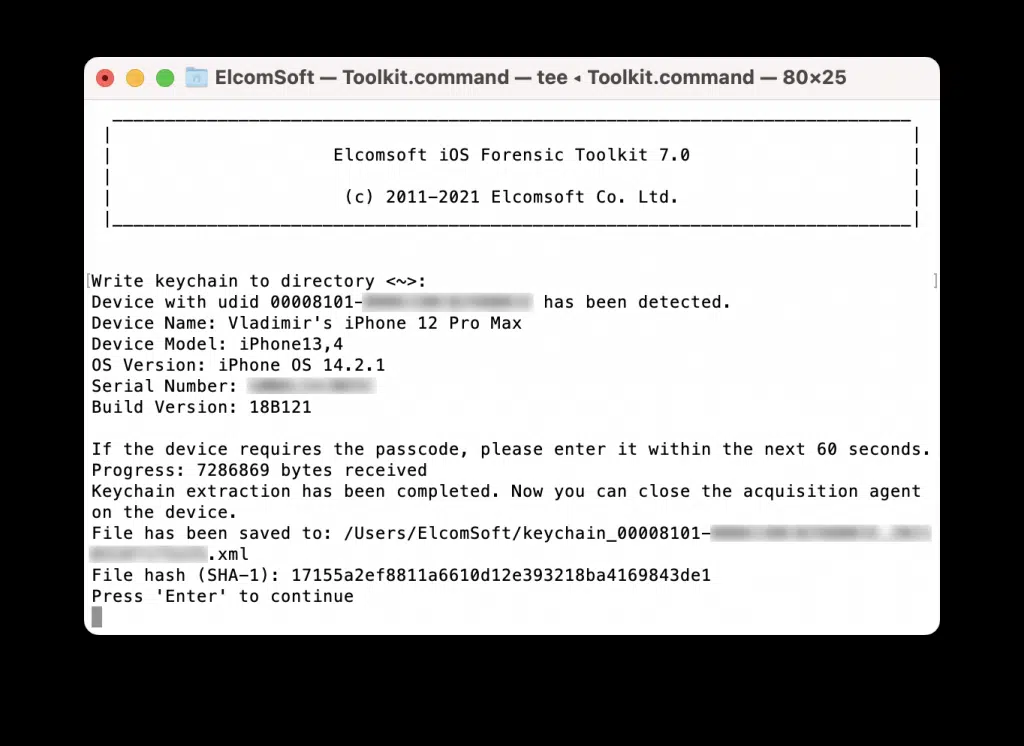 ElcomSoft — Toolkit.command — tee ◂ Toolkit.command — 80×25
Elcomsoft iOS Forensic Toolkit 7.0
(c) 2011-2021 Elcomsoft Co. Ltd.
[Write keychain to directory <~>: ]
Device with udid 00008101- has been detected.
Device Name: Vladimir's iPhone 12 Pro Max
Device Model: iPhone13,4
OS Version: iPhone OS 14.2.1
Serial Number:
Build Version: 18B121
If the device requires the passcode, please enter it within the next 60 seconds.
Progress: 7286869 bytes received
Keychain extraction has been completed. Now you can close the acquisition agent
on the device.
File has been saved to: /Users/ElcomSoft/keychain_00008101-
.xml
File hash (SHA-1): 17155a2ef8811a6610d12e393218ba4169843de1
Press 'Enter' to continue